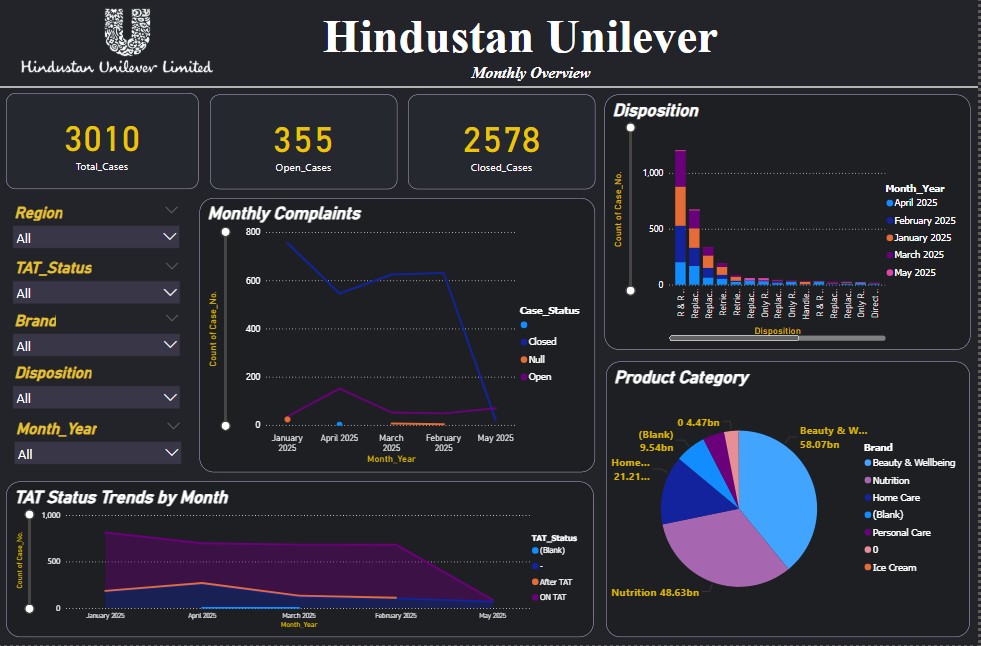 Hindustan Unilever Limited
Hindustan Unilever
Monthly Overview
3010
Total_Cases
355
Open_Cases
2578
Closed_Cases
Region
All
TAT_Status
All
Brand
All
Disposition
All
Month_Year
All
Monthly Complaints
Count of Case_No.
800
600
400
200
0
January
2025
April 2025
March
2025
February
2025
May 2025
Month_Year
Case_Status
Closed
Null
Open
Disposition
Count of Case_No.
1,000
500
0
R & R ...
Replac...
Replac...
Retrie...
Retrie...
Replac...
Only R...
Replac...
Only R...
Handle...
R & R ...
Replac...
Replac...
Only R...
Direct ...
Disposition
Month_Year
April 2025
February 2025
January 2025
March 2025
May 2025
TAT Status Trends by Month
Count of Case_No.
1,000
500
0
January 2025
April 2025
March 2025
February 2025
May 2025
Month_Year
TAT_Status
(Blank)
-
After TAT
ON TAT
Product Category
0 4.47bn
(Blank)
9.54bn
Home...
21.21...
Nutrition 48.63bn
Beauty & W...
58.07bn
Brand
Beauty & Wellbeing
Nutrition
Home Care
(Blank)
Personal Care
0
Ice Cream